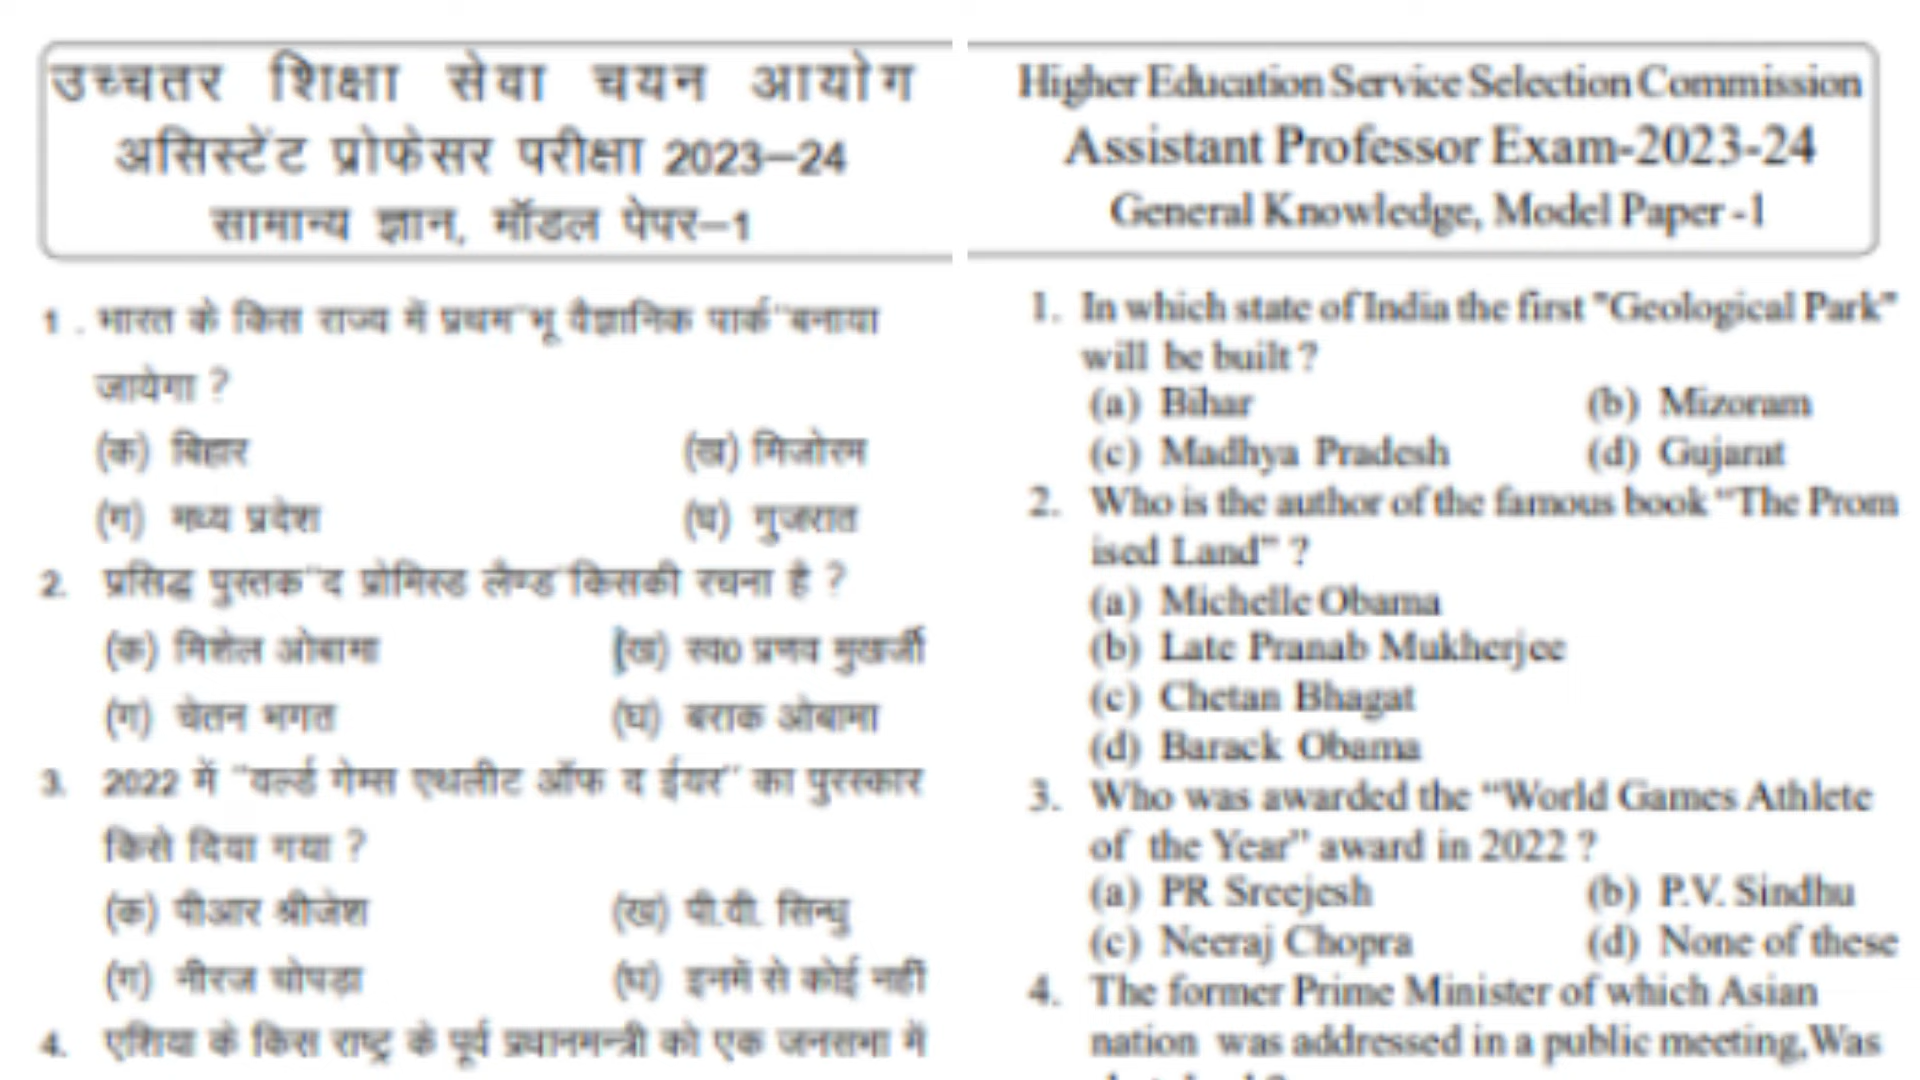 उच्चतर शिक्षा सेवा चयन आयोग
असिस्टेंट प्रोफेसर परीक्षा 2023–24
सामान्य ज्ञान, मॉडल पेपर–1
1 . भारत के किस राज्य में प्रथम "भू वैज्ञानिक पार्क" बनाया
जायेगा ?
(क) बिहार (ख) मिजोरम
(ग) मध्य प्रदेश (घ) गुजरात
2. प्रसिद्ध पुस्तक "द प्रोमिस्ड लैण्ड" किसकी रचना है ?
(क) मिशेल ओबामा (ख) स्व0 प्रणव मुखर्जी
(ग) चेतन भगत (घ) बराक ओबामा
3. 2022 में "वर्ल्ड गेम्स एथलीट ऑफ द ईयर" का पुरस्कार
किसे दिया गया ?
(क) पीआर श्रीजेश (ख) पी.वी. सिन्धु
(ग) नीरज चोपड़ा (घ) इनमें से कोई नहीं
4. एशिया के किस राष्ट्र के पूर्व प्रधानमन्त्री को एक जनसभा में
Higher Education Service Selection Commission
Assistant Professor Exam-2023-24
General Knowledge, Model Paper -1
1. In which state of India the first "Geological Park"
will be built ?
(a) Bihar (b) Mizoram
(c) Madhya Pradesh (d) Gujarat
2. Who is the author of the famous book “The Prom
ised Land” ?
(a) Michelle Obama
(b) Late Pranab Mukherjee
(c) Chetan Bhagat
(d) Barack Obama
3. Who was awarded the “World Games Athlete
of the Year” award in 2022 ?
(a) PR Sreejesh (b) P.V. Sindhu
(c) Neeraj Chopra (d) None of these
4. The former Prime Minister of which Asian
nation was addressed in a public meeting,Was